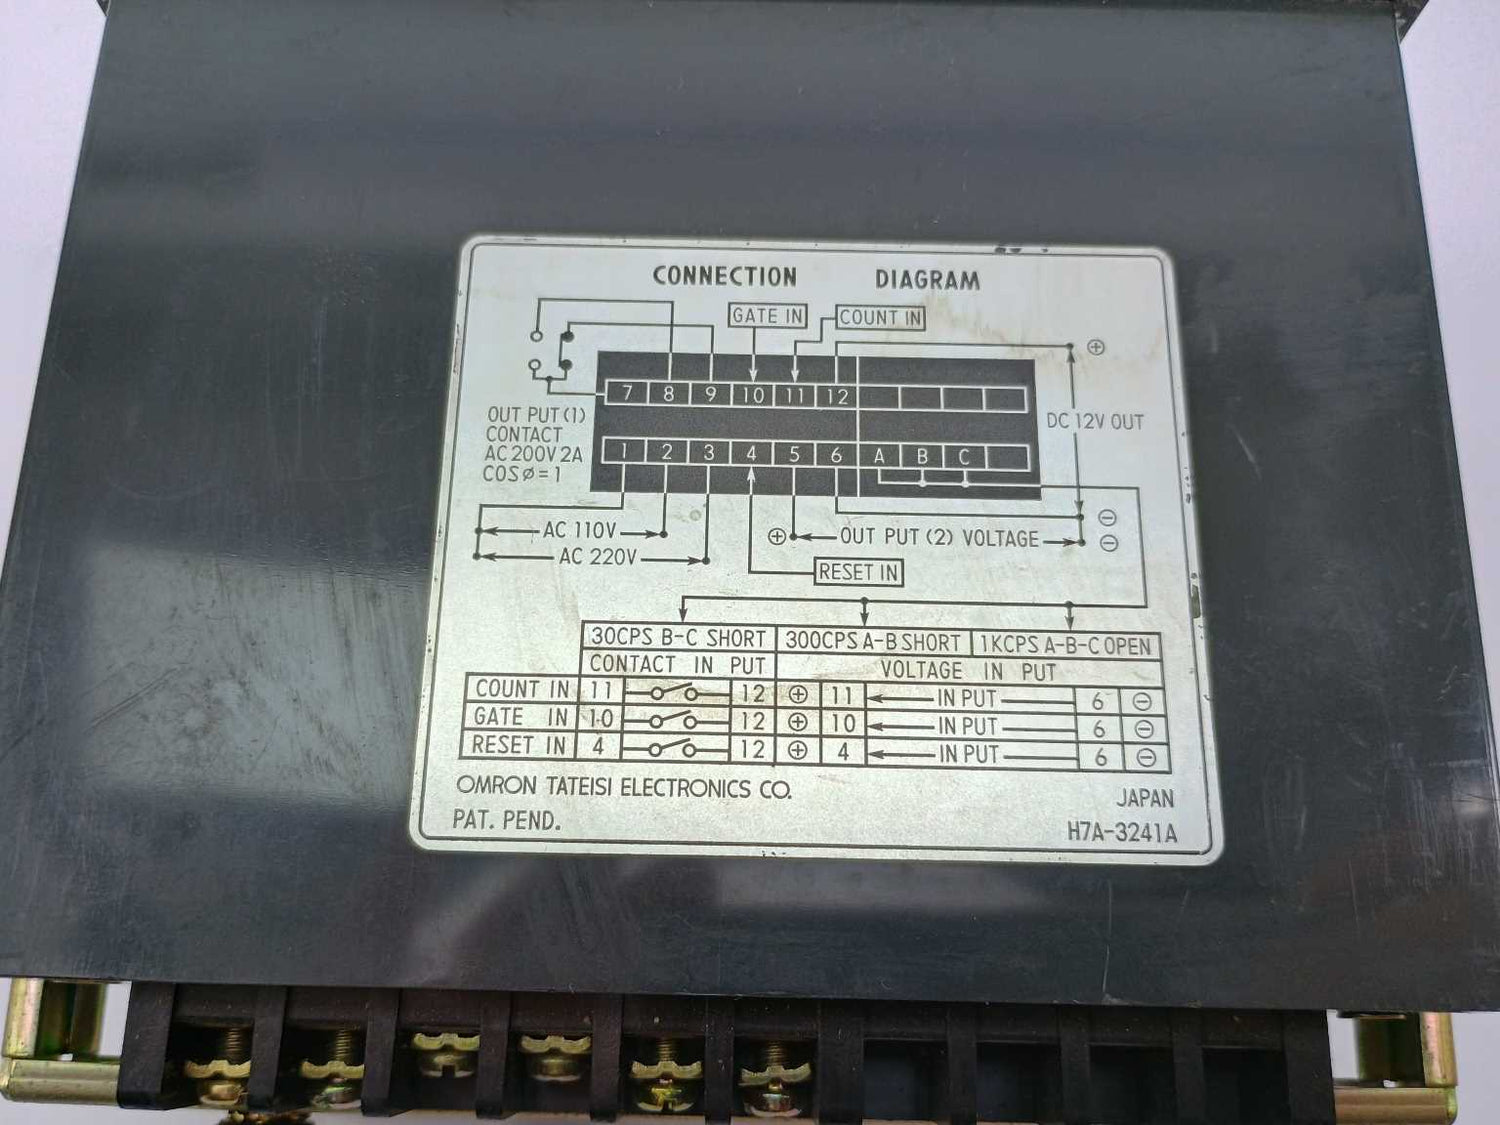 CONNECTION DIAGRAM
GATE IN COUNT IN
⊕
7 8 9 10 11 12
OUT PUT (1)
CONTACT
AC 200V 2A
COS ø = 1
DC 12V OUT
1 2 3 4 5 6 A B C
AC 110V
⊕ OUT PUT (2) VOLTAGE ⊖
⊖
AC 220V
RESET IN
30CPS B-C SHORT 300CPS A-B SHORT 1KCPS A-B-C OPEN
CONTACT IN PUT VOLTAGE IN PUT
COUNT IN 11 12 ⊕ 11 IN PUT 6 ⊖
GATE IN 10 12 ⊕ 10 IN PUT 6 ⊖
RESET IN 4 12 ⊕ 4 IN PUT 6 ⊖
OMRON TATEISI ELECTRONICS CO.
JAPAN
PAT. PEND.
H7A-3241A